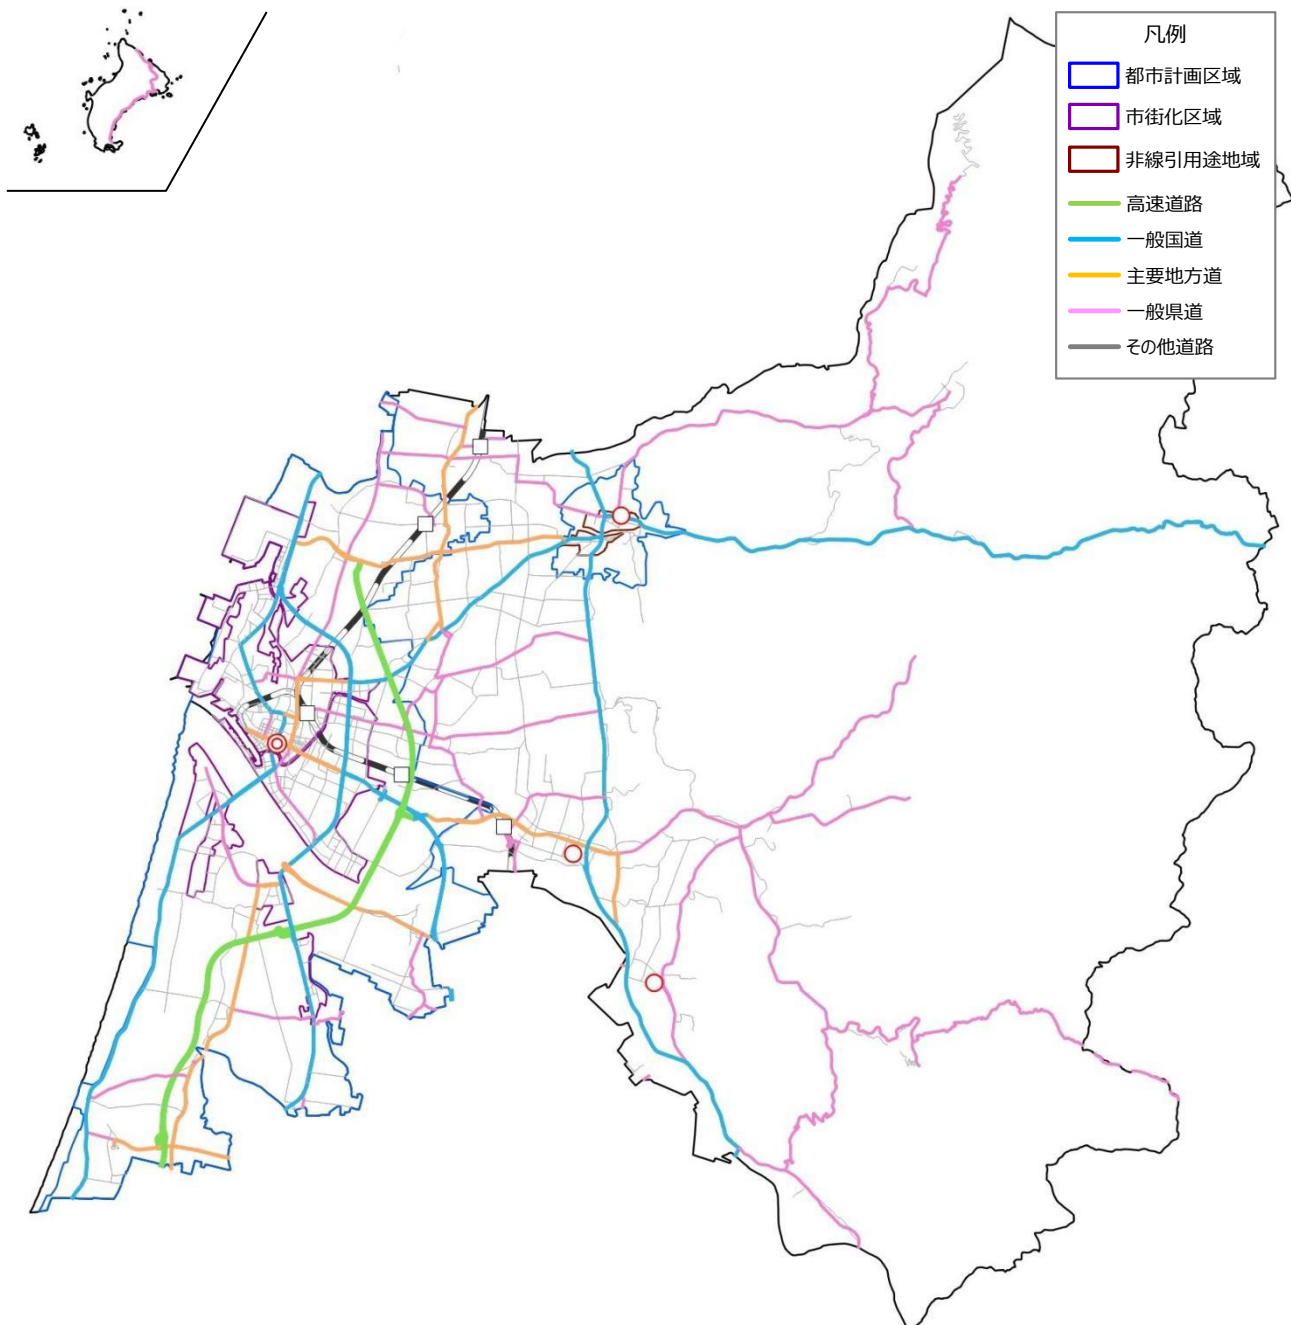 凡例
都市計画区域
市街化区域
非線引用途地域
高速道路
一般国道
主要地方道
一般県道
その他道路